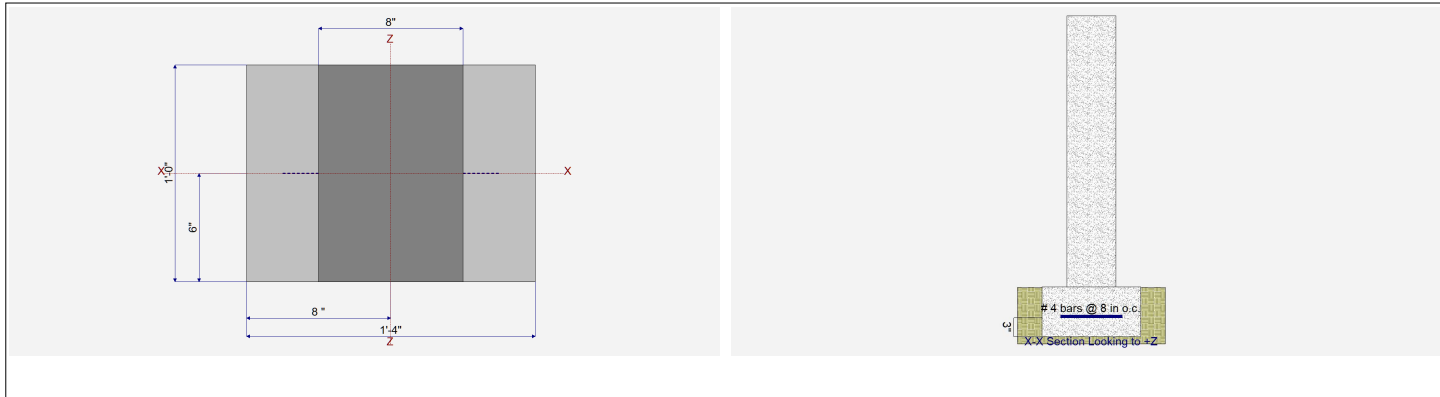 8"
Z
X
1'-0"
X
6"
8 "
1'-4"
Z
# 4 bars @ 8 in o.c.
3"
X-X Section Looking to +Z